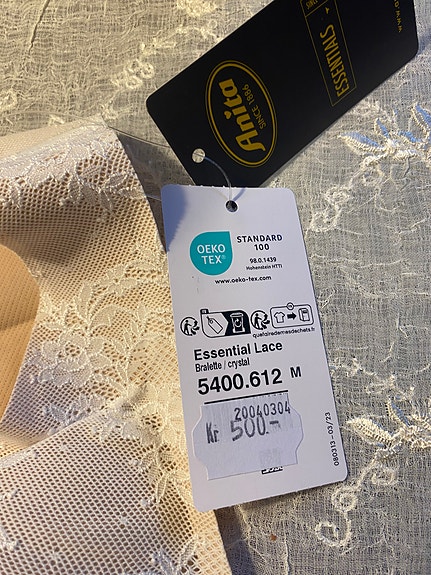 ESSENTIALS
Anita
SINCE 1886
OEKO
TEX®
STANDARD
100
98.0.1439
Hohenstein HTTI
www.oeko-tex.com
quefairedemesdechets.fr
Essential Lace
Bralette / crystal
5400.612 M
20040304
Kr 500.-
080313 - 03/23